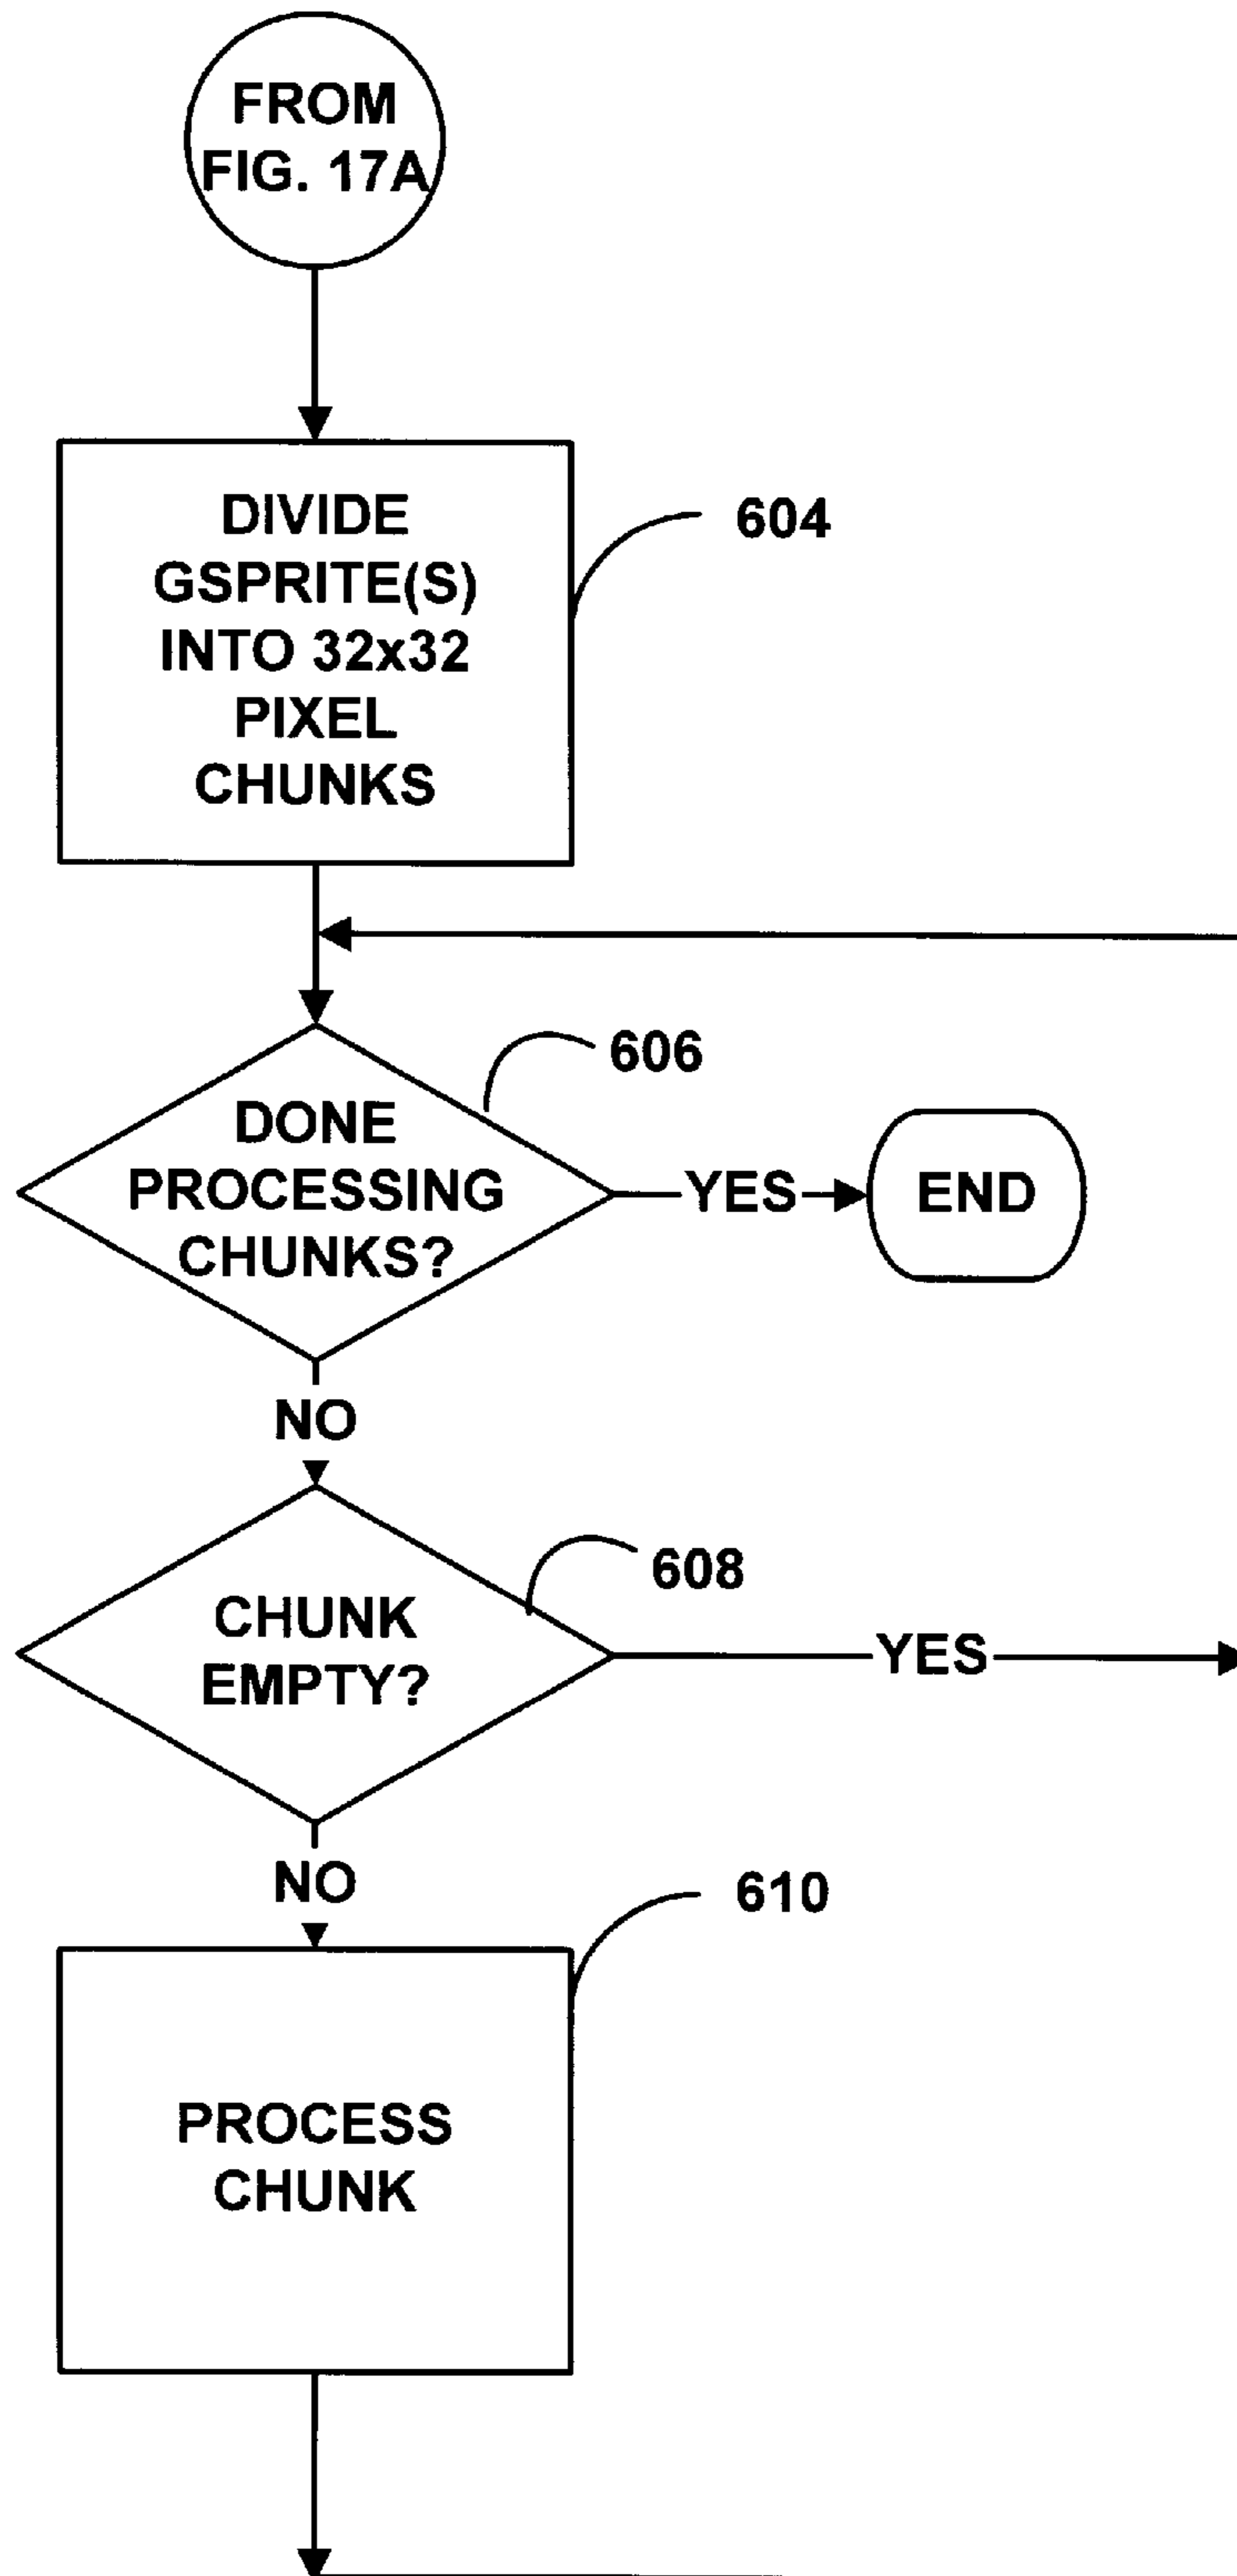 FROM
FIG. 17A
DIVIDE
GSPRITE(S)
INTO 32x32
PIXEL
CHUNKS
604
606
DONE
PROCESSING
CHUNKS?
YES
END
NO
608
CHUNK
EMPTY?
YES
NO
610
PROCESS
CHUNK